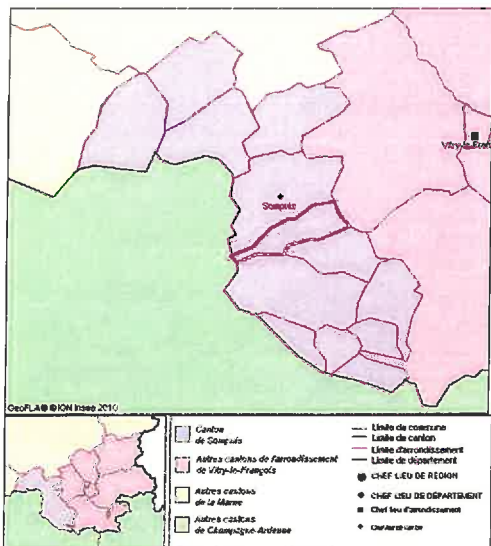 Vitry-le-Fran
Sompuis
GeoFLA® © IGN Insee 2010
Canton
de Sompuis
Autres cantons de l'arrondissement
de Vitry-le-François
Autres cantons
de la Marne
Autres cantons
de Champagne-Ardenne
Limite de commune
Limite de canton
Limite d'arrondissement
Limite de département
CHEF LIEU DE REGION
CHEF LIEU DE DÉPARTEMENT
Chef lieu d'arrondissement